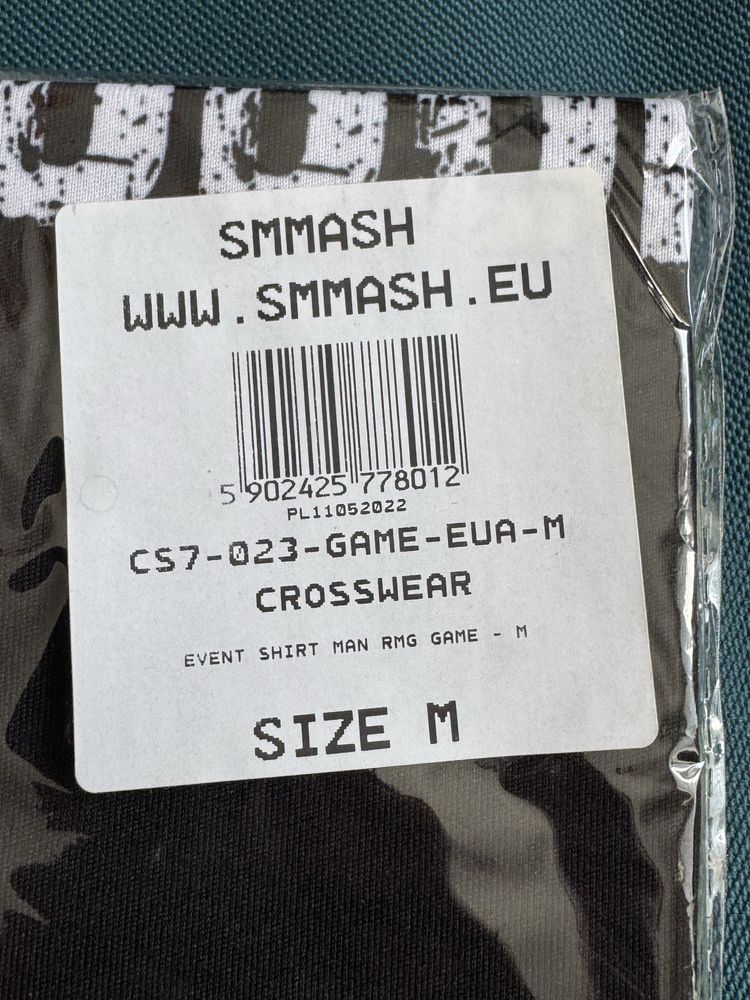 SMMASH
WWW.SMMASH.EU
5 902425 778012
PL11052022
CS7-023-GAME-EUA-M
CROSSWEAR
EVENT SHIRT MAN RMG GAME - M
SIZE M